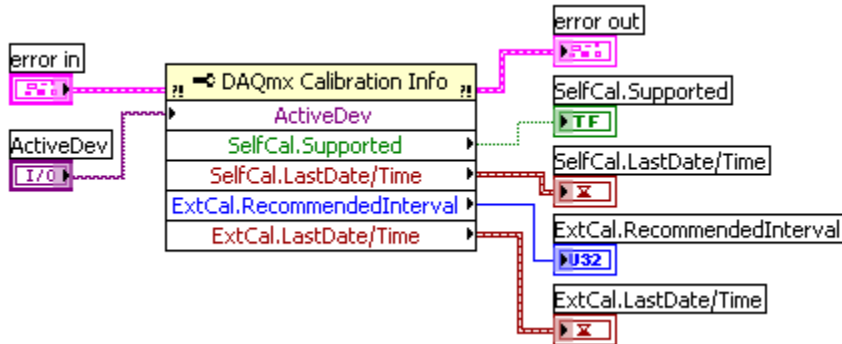 error out
error in
?! DAQmx Calibration Info ?!
SelfCal.Supported
ActiveDev
TF
ActiveDev
SelfCal.Supported
SelfCal.LastDate/Time
I/O
SelfCal.LastDate/Time
ExtCal.RecommendedInterval
ExtCal.RecommendedInterval
ExtCal.LastDate/Time
U32
ExtCal.LastDate/Time